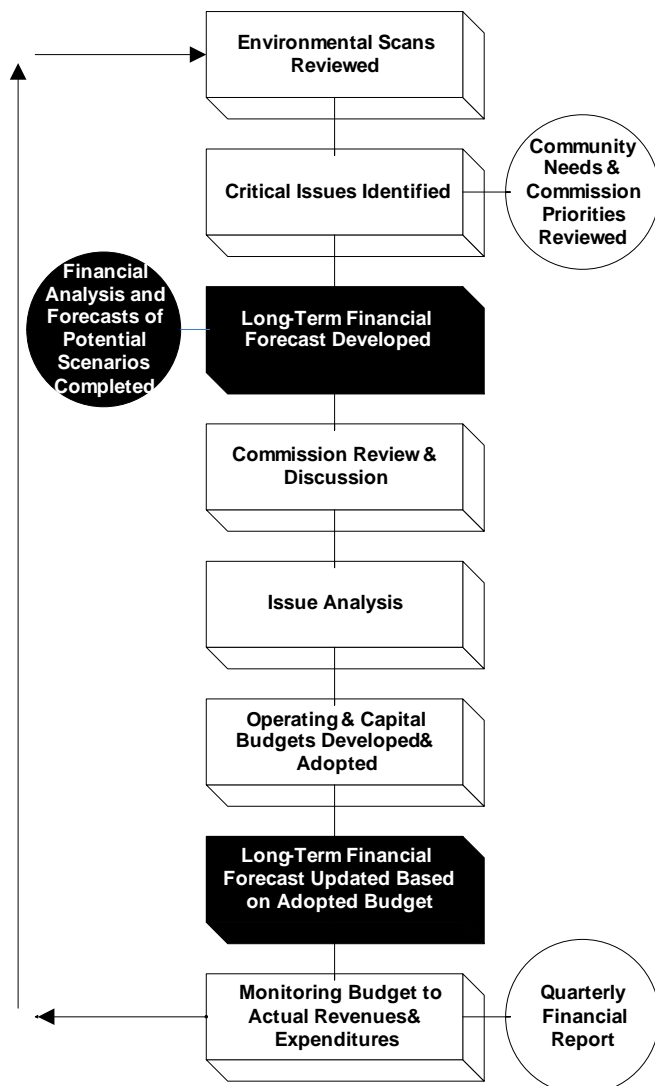 Environmental Scans
Reviewed
Critical Issues Identified
Community
Needs &
Commission
Priorities
Reviewed
Financial
Analysis and
Forecasts of
Potential
Scenarios
Completed
Long-Term Financial
Forecast Developed
Commission Review &
Discussion
Issue Analysis
Operating & Capital
Budgets Developed&
Adopted
Long-Term Financial
Forecast Updated Based
on Adopted Budget
Monitoring Budget to
Actual Revenues&
Expenditures
Quarterly
Financial
Report